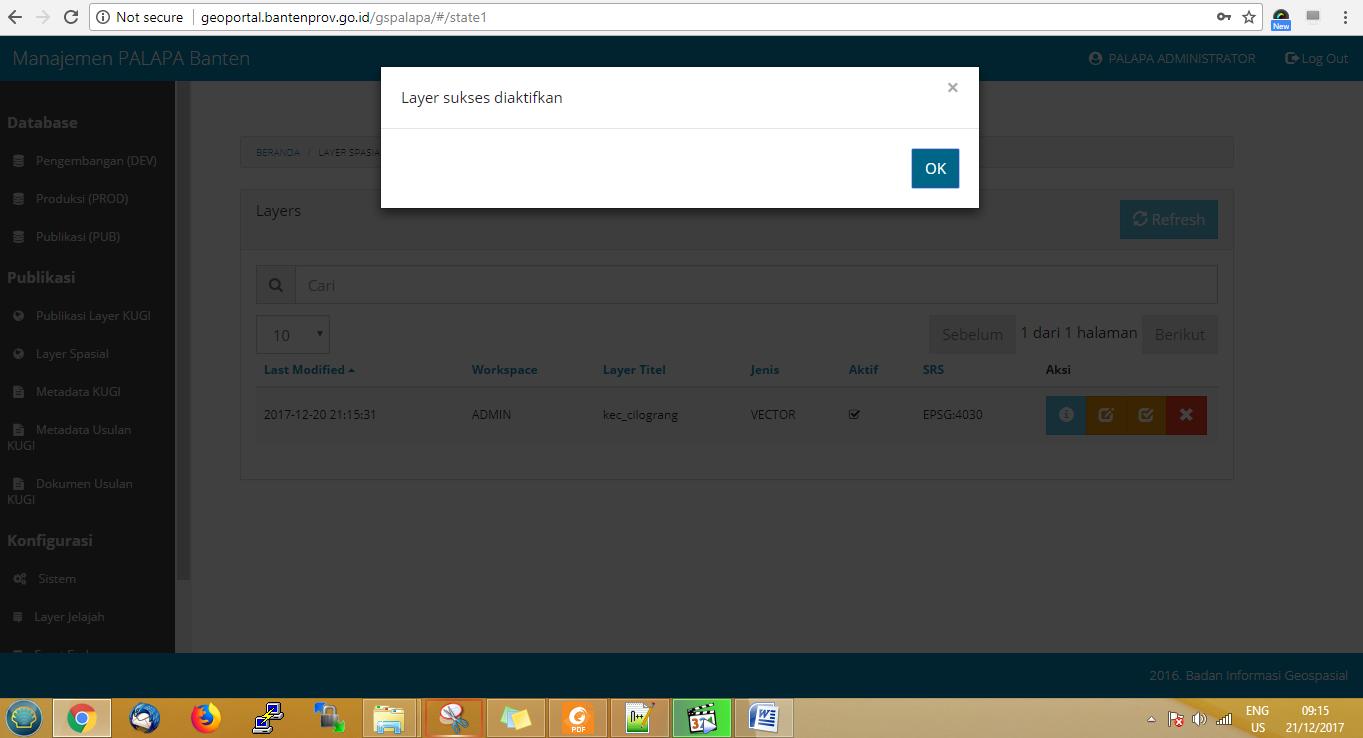 Not secure geoportal.bantenprov.go.id/gspalapa/#/state1
New
Manajemen PALAPA Banten
PALAPA ADMINISTRATOR
Log Out
Layer sukses diaktifkan
×
OK
Database
Pengembangan (DEV)
Produksi (PROD)
Publikasi (PUB)
Publikasi
Publikasi Layer KUGI
Layer Spasial
Metadata KUGI
Metadata Usulan
KUGI
Dokumen Usulan
KUGI
Konfigurasi
Sistem
Layer Jelajah
BERANDA / LAYER SPASIA
Layers
Refresh
Cari
10
Sebelum 1 dari 1 halaman Berikut
Last Modified Workspace Layer Titel Jenis Aktif SRS Aksi
2017-12-20 21:15:31 ADMIN kec_cilograng VECTOR EPSG:4030
2016. Badan Informasi Geospasial
PDF
ENG
US
09:15
21/12/2017